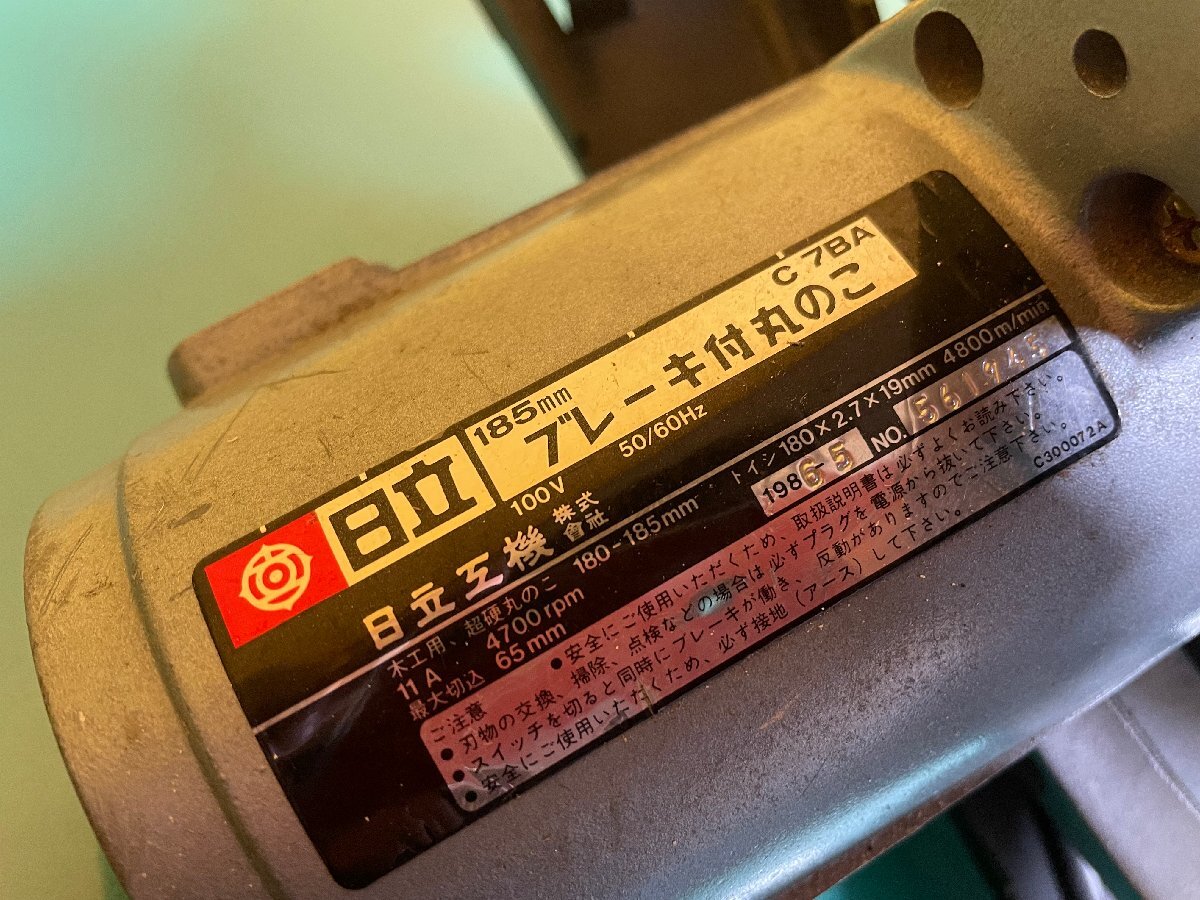 日立
185mm
C 7BA
ブレーキ付丸のこ
100V 50/60Hz
日立工機 株式會社
木工用、超硬丸のこ 180-185mm トイシ 180×2.7×19mm 4800m/min
11A 4700rpm
最大切込 65mm
NO. 561945
ご注意
●安全にご使用いただくため、取扱説明書は必ずよくお読み下さい。
●刃物の交換、掃除、点検などの場合は必ずプラグを電源から抜いて下さい。
●スイッチを切ると同時にブレーキが働き、反動がありますのでご注意下さい。
●安全にご使用いただくため、必ず接地(アース)して下さい。
C300072A